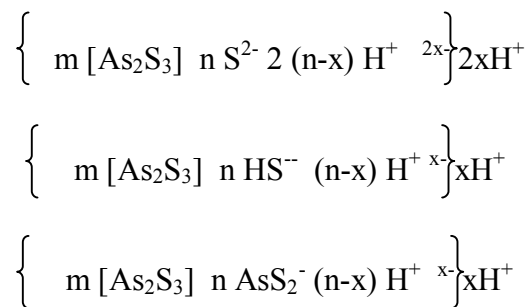 { m [As₂S₃] n S²⁻ 2 (n-x) H⁺ ²ˣ⁻}2xH⁺
{ m [As₂S₃] n HS⁻⁻ (n-x) H⁺ ˣ⁻}xH⁺
{ m [As₂S₃] n AsS₂⁻ (n-x) H⁺ ˣ⁻}xH⁺